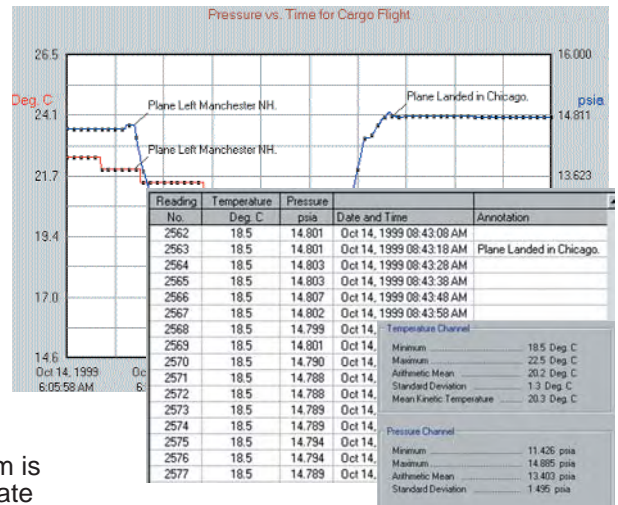 Pressure vs. Time for Cargo Flight
26.5 16.000
Deg. C psia
24.1 14.811
Plane Left Manchester NH.
Plane Landed in Chicago.
Plane Left Manchester NH.
21.7 13.623
19.4
17.0
14.6
Oct 14, 1999
6:05:58 AM
Reading Temperature Pressure
No. Deg. C psia Date and Time Annotation
2562 18.5 14.801 Oct 14, 1999 08:43:08 AM
2563 18.5 14.801 Oct 14, 1999 08:43:18 AM Plane Landed in Chicago.
2564 18.5 14.803 Oct 14, 1999 08:43:28 AM
2565 18.5 14.803 Oct 14, 1999 08:43:38 AM
2566 18.5 14.807 Oct 14, 1999 08:43:48 AM
2567 18.5 14.802 Oct 14, 1999 08:43:58 AM
2568 18.5 14.799 Oct 14,
2569 18.5 14.801 Oct 14,
2570 18.5 14.790 Oct 14,
2571 18.5 14.788 Oct 14,
2572 18.5 14.788 Oct 14,
2573 18.5 14.789 Oct 14,
2574 18.5 14.789 Oct 14,
2575 18.5 14.794 Oct 14,
2576 18.5 14.794 Oct 14,
2577 18.5 14.789 Oct 14,
Temperature Channel
Minimum 18.5 Deg. C
Maximum 22.5 Deg. C
Arithmetic Mean 20.2 Deg. C
Standard Deviation 1.3 Deg. C
Mean Kinetic Temperature 20.3 Deg. C
Pressure Channel
Minimum 11.426 psia
Maximum 14.885 psia
Arithmetic Mean 13.403 psia
Standard Deviation 1.495 psia
is